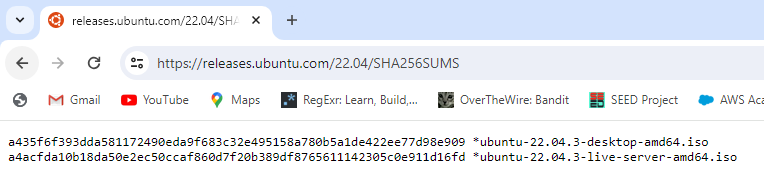 releases.ubuntu.com/22.04/SHA
https://releases.ubuntu.com/22.04/SHA256SUMS
Gmail YouTube Maps RegExr: Learn, Build,... OverTheWire: Bandit SEED Project AWS Aca
a435f6f393dda581172490eda9f683c32e495158a780b5a1de422ee77d98e909 *ubuntu-22.04.3-desktop-amd64.iso
a4acfda10b18da50e2ec50ccaf860d7f20b389df8765611142305c0e911d16fd *ubuntu-22.04.3-live-server-amd64.iso